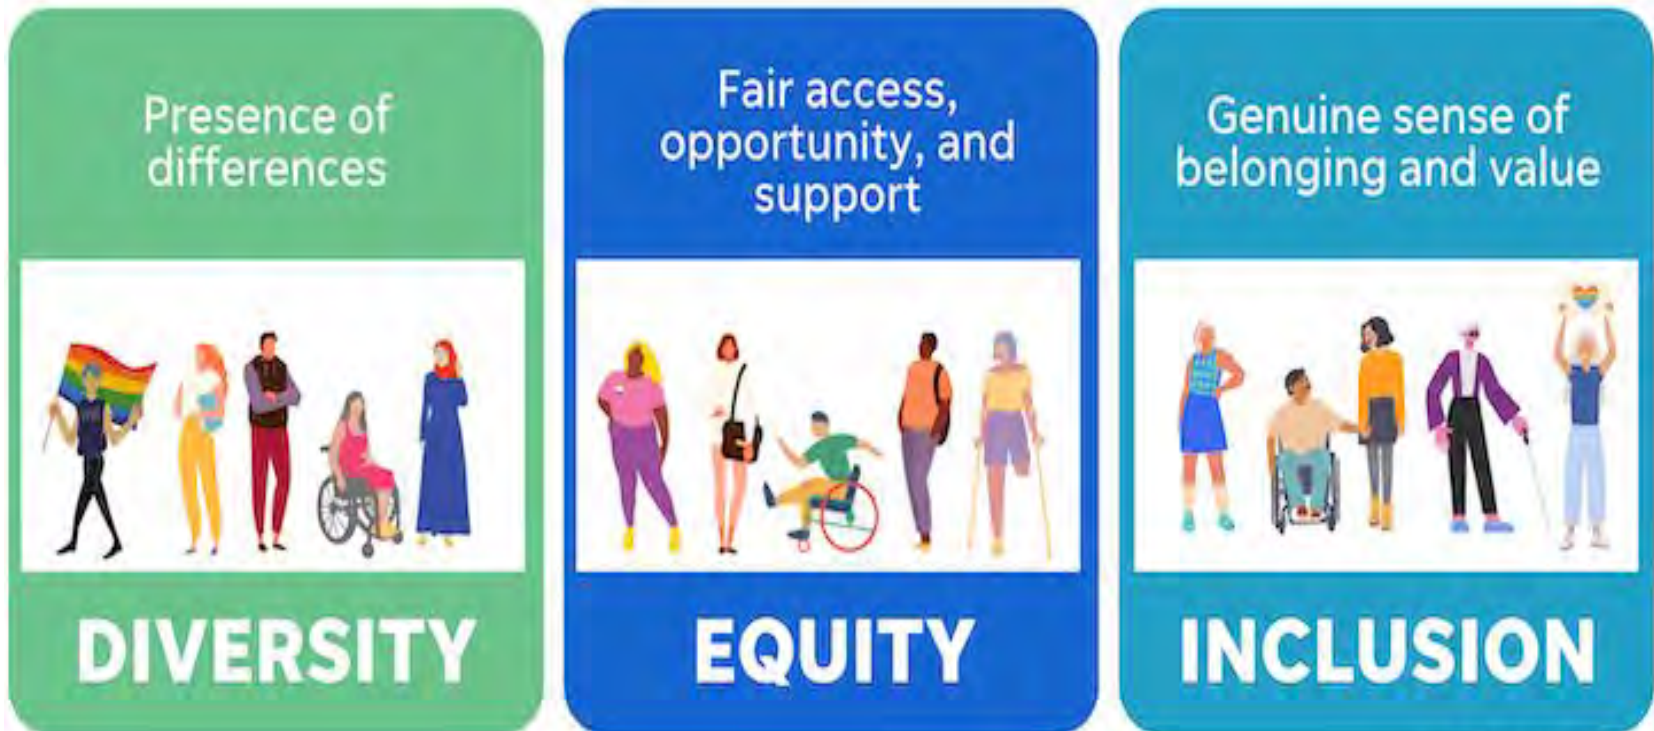 Presence of
differences
DIVERSITY
Fair access,
opportunity, and
support
EQUITY
Genuine sense of
belonging and value
INCLUSION